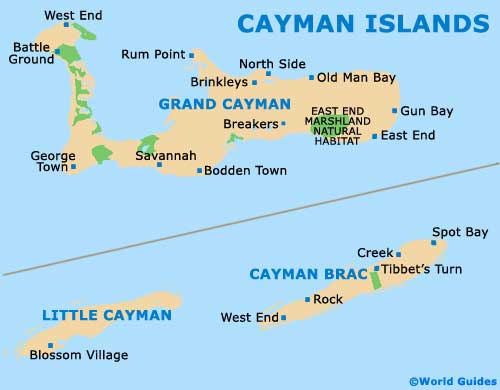 CAYMAN ISLANDS
West End
Battle
Ground
Rum Point
North Side
Brinkleys
Old Man Bay
GRAND CAYMAN
EAST END
MARSHLAND
NATURAL
HABITAT
Gun Bay
Breakers
East End
George
Town
Savannah
Bodden Town
Spot Bay
Creek
CAYMAN BRAC
Tibbet's Turn
Rock
West End
LITTLE CAYMAN
Blossom Village
©World Guides